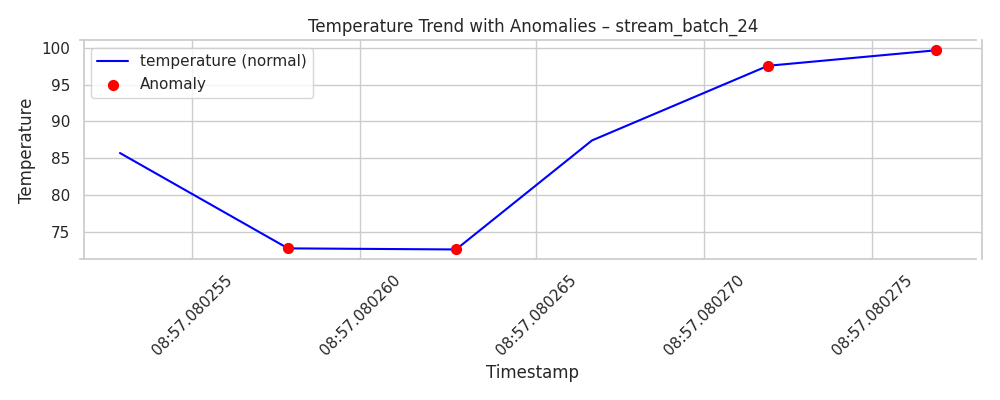 Temperature Trend with Anomalies – stream_batch_24
temperature (normal)
Anomaly
Temperature
100
95
90
85
80
75
08:57.080255
08:57.080260
08:57.080265
08:57.080270
08:57.080275
Timestamp